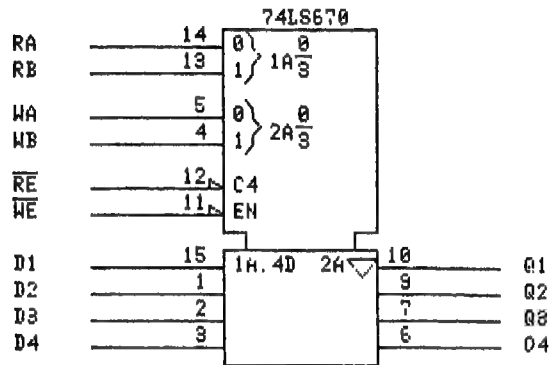 74LS670
RA 14 0 } 1A 0/3
RB 13 1
WA 5 0 } 2A 0/3
WB 4 1
RE 12 C4
WE 11 EN
D1 15 1A.4D 2A 10 Q1
D2 1 9 Q2
D3 2 7 Q3
D4 3 6 Q4